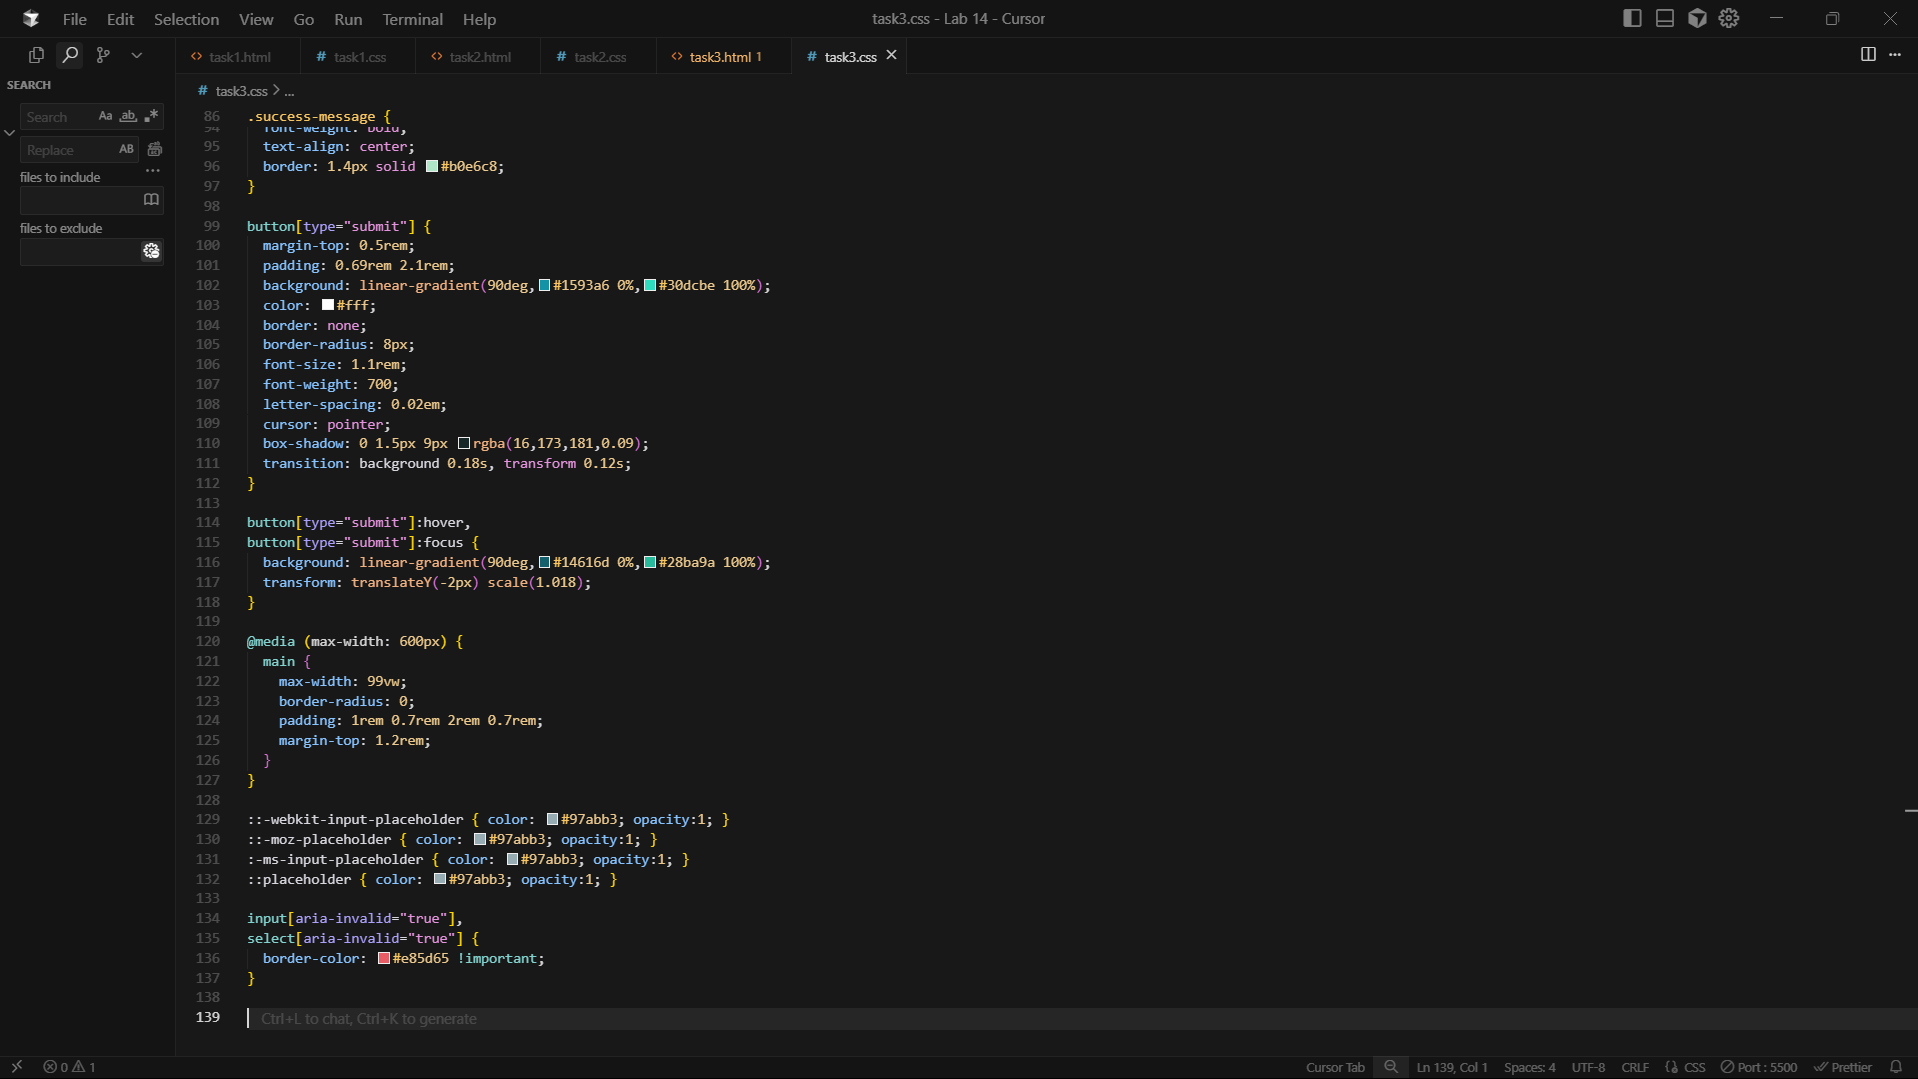 File Edit Selection View Go Run Terminal Help
task3.css - Lab 14 - Cursor
task1.html
task1.css
task2.html
task2.css
task3.html 1
task3.css
SEARCH
Search Aa ab
Replace AB
files to include
files to exclude
task3.css > ...
86 .success-message {
94 font-weight: bold;
95 text-align: center;
96 border: 1.4px solid #b0e6c8;
97 }
98
99 button[type="submit"] {
100 margin-top: 0.5rem;
101 padding: 0.69rem 2.1rem;
102 background: linear-gradient(90deg, #1593a6 0%, #30dcbe 100%);
103 color: #fff;
104 border: none;
105 border-radius: 8px;
106 font-size: 1.1rem;
107 font-weight: 700;
108 letter-spacing: 0.02em;
109 cursor: pointer;
110 box-shadow: 0 1.5px 9px rgba(16,173,181,0.09);
111 transition: background 0.18s, transform 0.12s;
112 }
113
114 button[type="submit"]:hover,
115 button[type="submit"]:focus {
116 background: linear-gradient(90deg, #14616d 0%, #28ba9a 100%);
117 transform: translateY(-2px) scale(1.018);
118 }
119
120 @media (max-width: 600px) {
121 main {
122 max-width: 99vw;
123 border-radius: 0;
124 padding: 1rem 0.7rem 2rem 0.7rem;
125 margin-top: 1.2rem;
126 }
127 }
128
129 ::-webkit-input-placeholder { color: #97abb3; opacity:1; }
130 ::-moz-placeholder { color: #97abb3; opacity:1; }
131 :-ms-input-placeholder { color: #97abb3; opacity:1; }
132 ::placeholder { color: #97abb3; opacity:1; }
133
134 input[aria-invalid="true"],
135 select[aria-invalid="true"] {
136 border-color: #e85d65 !important;
137 }
138
139 Ctrl+L to chat, Ctrl+K to generate
0 1
Cursor Tab Ln 139, Col 1 Spaces: 4 UTF-8 CRLF CSS Port : 5500 Prettier